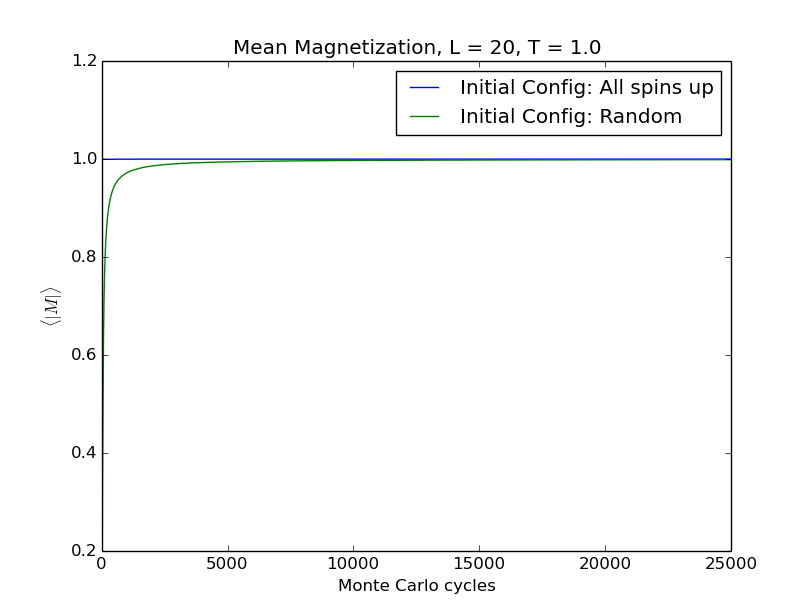 Mean Magnetization, L = 20, T = 1.0
1.2
1.0
0.8
0.6
0.4
0.2
⟨|M|⟩
Initial Config: All spins up
Initial Config: Random
0 5000 10000 15000 20000 25000
Monte Carlo cycles